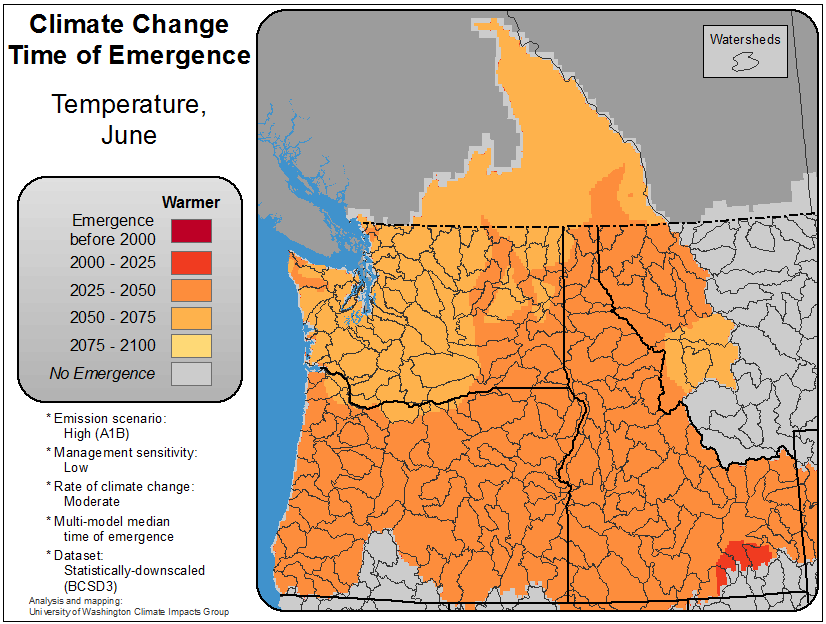 Climate Change
Time of Emergence
Temperature,
June
Warmer
Emergence
before 2000
2000 - 2025
2025 - 2050
2050 - 2075
2075 - 2100
No Emergence
* Emission scenario:
High (A1B)
* Management sensitivity:
Low
* Rate of climate change:
Moderate
* Multi-model median
time of emergence
* Dataset:
Statistically-downscaled
(BCSD3)
Analysis and mapping:
University of Washington Climate Impacts Group
Watersheds